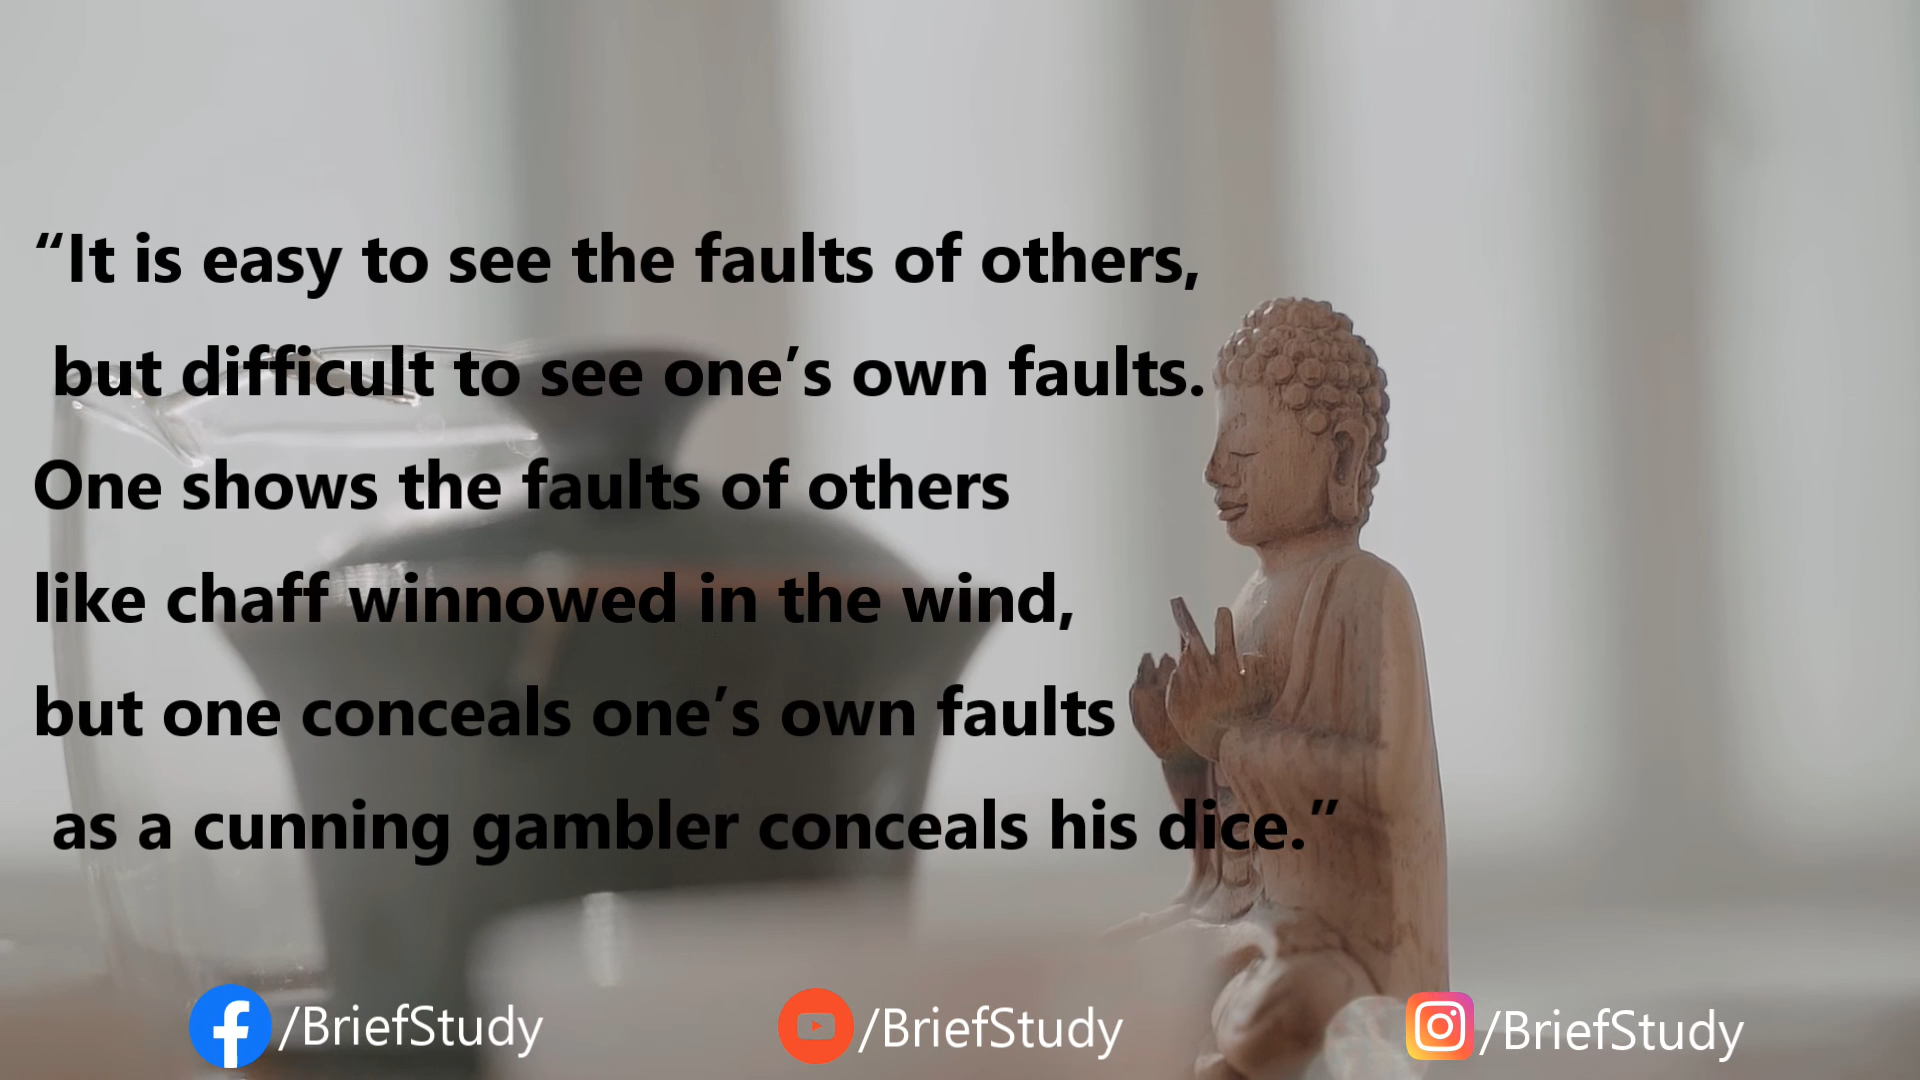 “It is easy to see the faults of others,
but difficult to see one’s own faults.
One shows the faults of others
like chaff winnowed in the wind,
but one conceals one’s own faults
as a cunning gambler conceals his dice.”
/BriefStudy /BriefStudy /BriefStudy